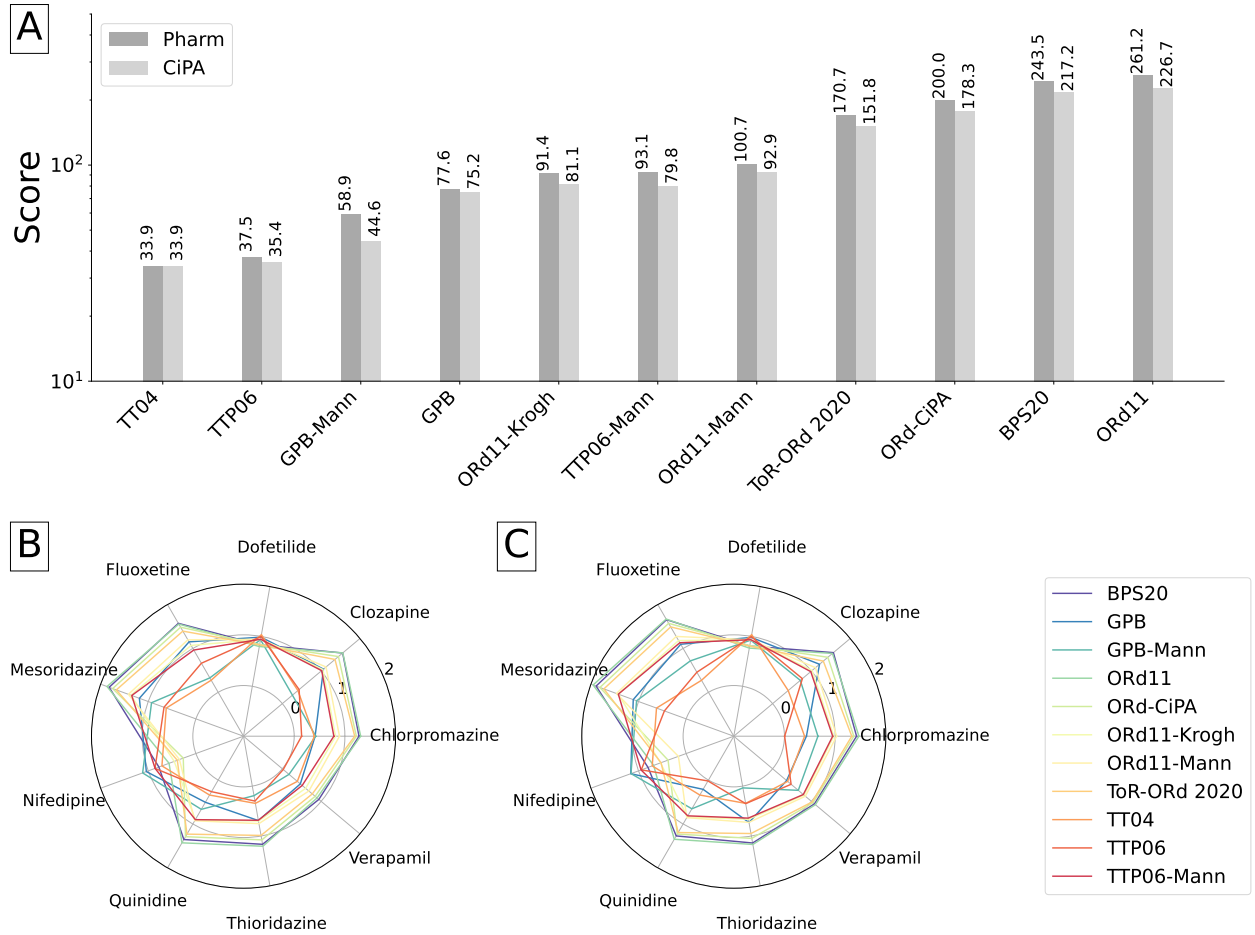 A
Pharm
CiPA
Score
10²
10¹
33.9
33.9
37.5
35.4
58.9
44.6
77.6
75.2
91.4
81.1
93.1
79.8
100.7
92.9
170.7
151.8
200.0
178.3
243.5
217.2
261.2
226.7
TT04
TTP06
GPB-Mann
GPB
ORd11-Krogh
TTP06-Mann
ORd11-Mann
ToR-ORd 2020
ORd-CiPA
BPS20
ORd11
B
Dofetilide
Fluoxetine
Clozapine
Mesoridazine
2
1
0
Chlorpromazine
Nifedipine
Verapamil
Quinidine
Thioridazine
C
Dofetilide
Fluoxetine
Clozapine
Mesoridazine
2
1
0
Chlorpromazine
Nifedipine
Verapamil
Quinidine
Thioridazine
BPS20
GPB
GPB-Mann
ORd11
ORd-CiPA
ORd11-Krogh
ORd11-Mann
ToR-ORd 2020
TT04
TTP06
TTP06-Mann